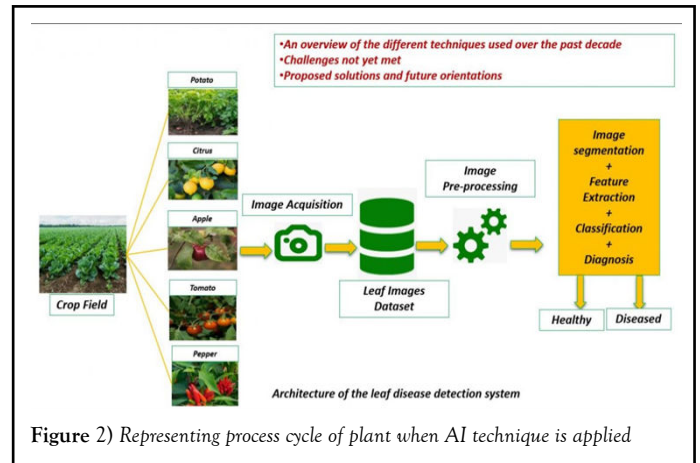 •An overview of the different techniques used over the past decade
•Challenges not yet met
•Proposed solutions and future orientations
Potato
Citrus
Apple
Tomato
Pepper
Crop Field
Image Acquisition
Leaf Images
Dataset
Image
Pre-processing
Image
segmentation
+
Feature
Extraction
+
Classification
+
Diagnosis
Healthy
Diseased
Architecture of the leaf disease detection system
Figure 2) Representing process cycle of plant when AI technique is applied